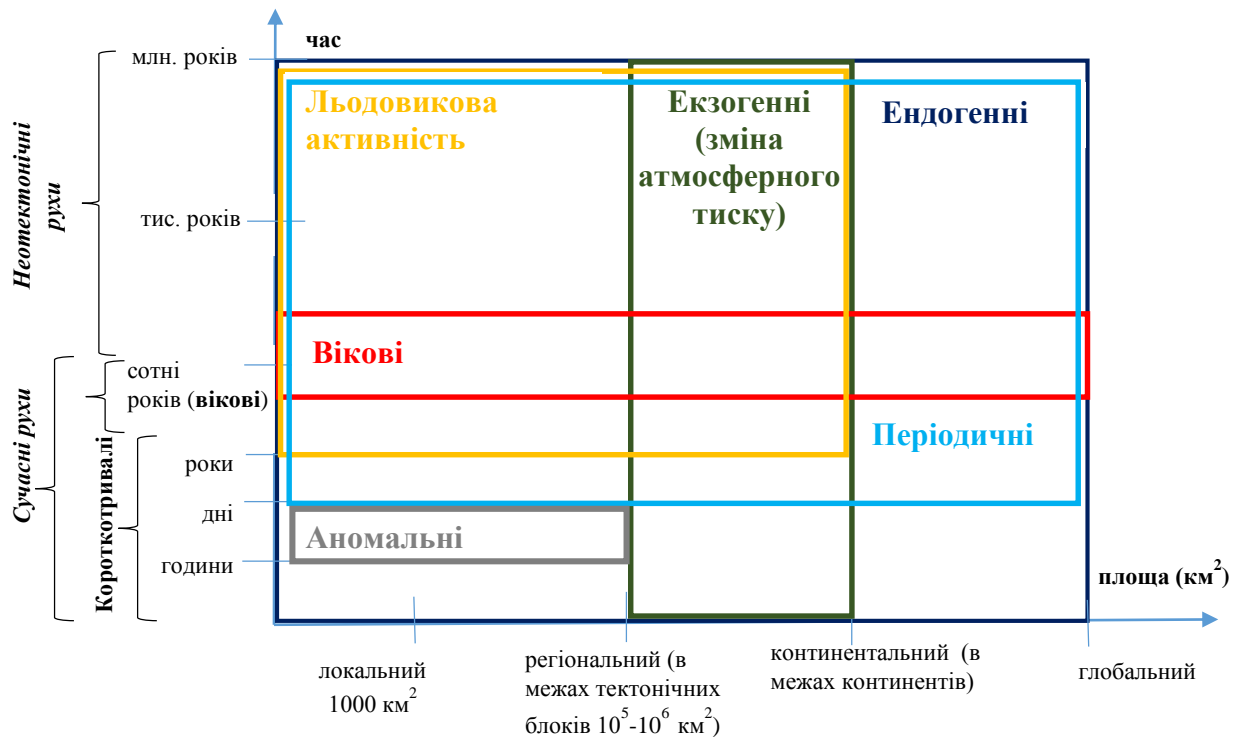 час
млн. років
тис. років
сотні
років (вікові)
роки
дні
години
Неотектонічні
рухи
Сучасні рухи
Короткотривалі
Льодовикова
активність
Екзогенні
(зміна
атмосферного
тиску)
Ендогенні
Вікові
Періодичні
Аномальні
площа (км²)
локальний
1000 км²
регіональний (в
межах тектонічних
блоків 10⁵-10⁶ км²)
континентальний (в
межах континентів)
глобальний